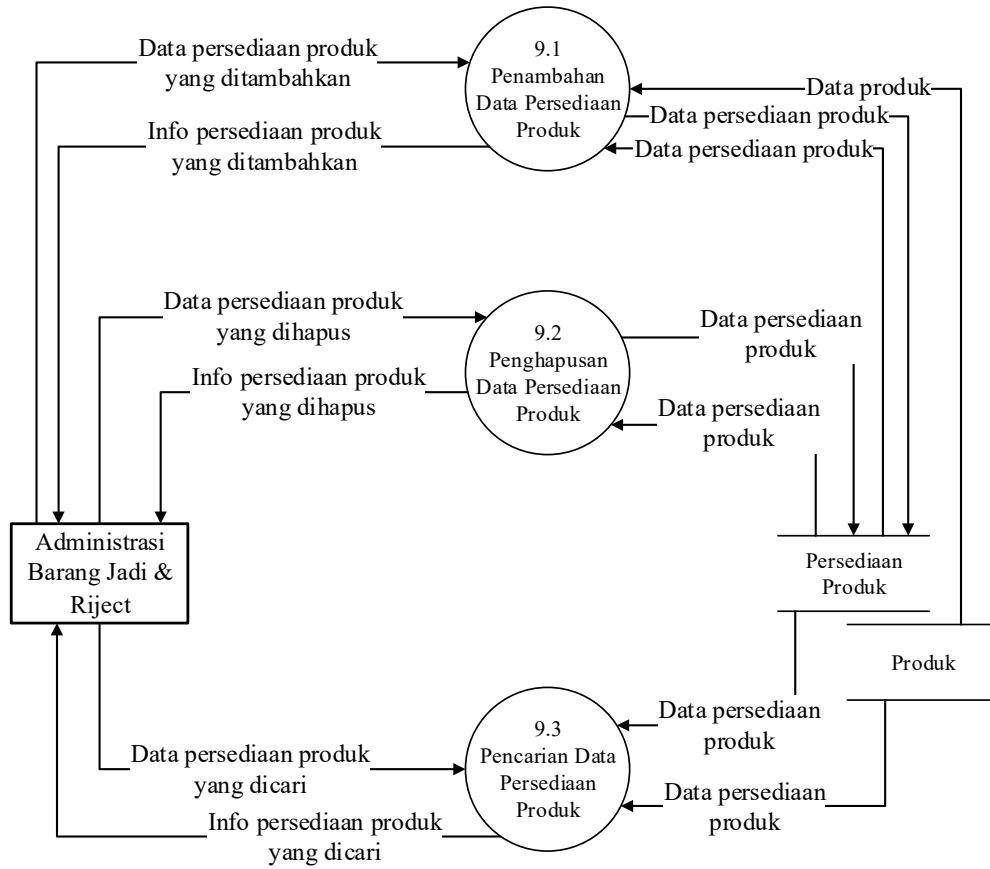 Data persediaan produk
yang ditambahkan
9.1
Penambahan
Data Persediaan
Produk
Data produk
Data persediaan produk
Data persediaan produk
Info persediaan produk
yang ditambahkan
Data persediaan produk
yang dihapus
9.2
Penghapusan
Data Persediaan
Produk
Data persediaan
produk
Info persediaan produk
yang dihapus
Data persediaan
produk
Administrasi
Barang Jadi &
Riject
Persediaan
Produk
Produk
Data persediaan produk
yang dicari
9.3
Pencarian Data
Persediaan
Produk
Data persediaan
produk
Data persediaan
produk
Info persediaan produk
yang dicari